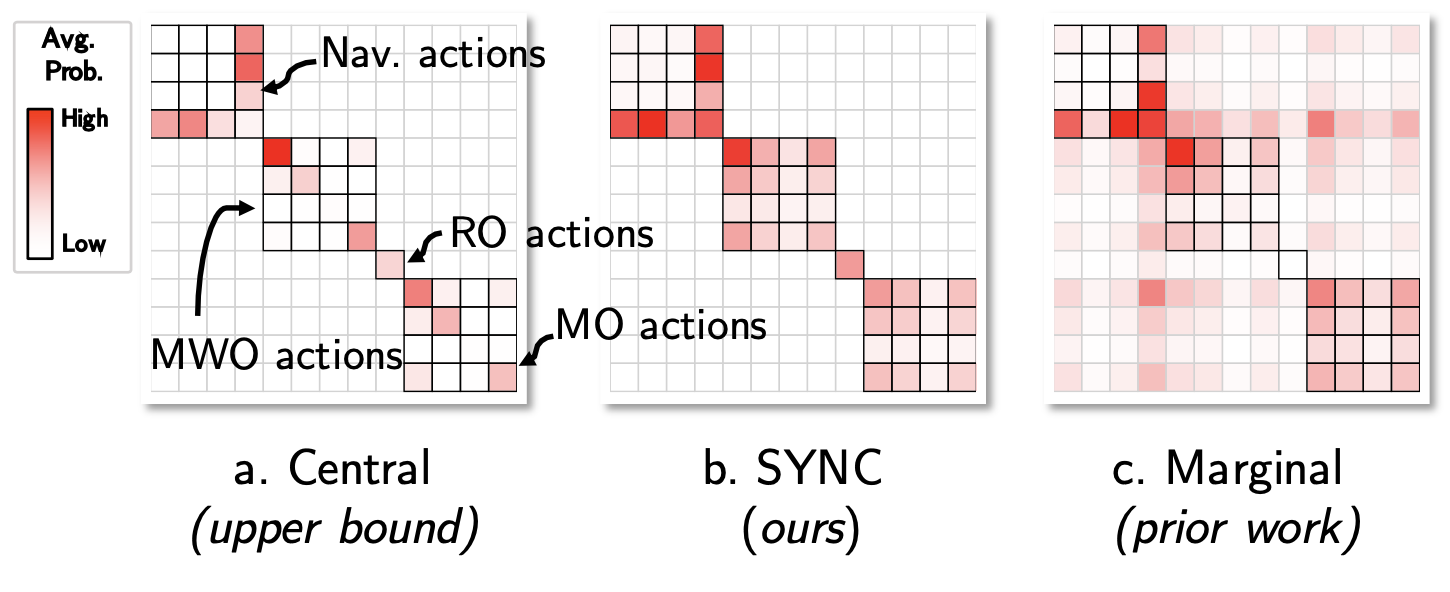 Avg.
Prob.
High
Low
Nav. actions
RO actions
MWO actions
MO actions
a. Central
(upper bound)
b. SYNC
(ours)
c. Marginal
(prior work)